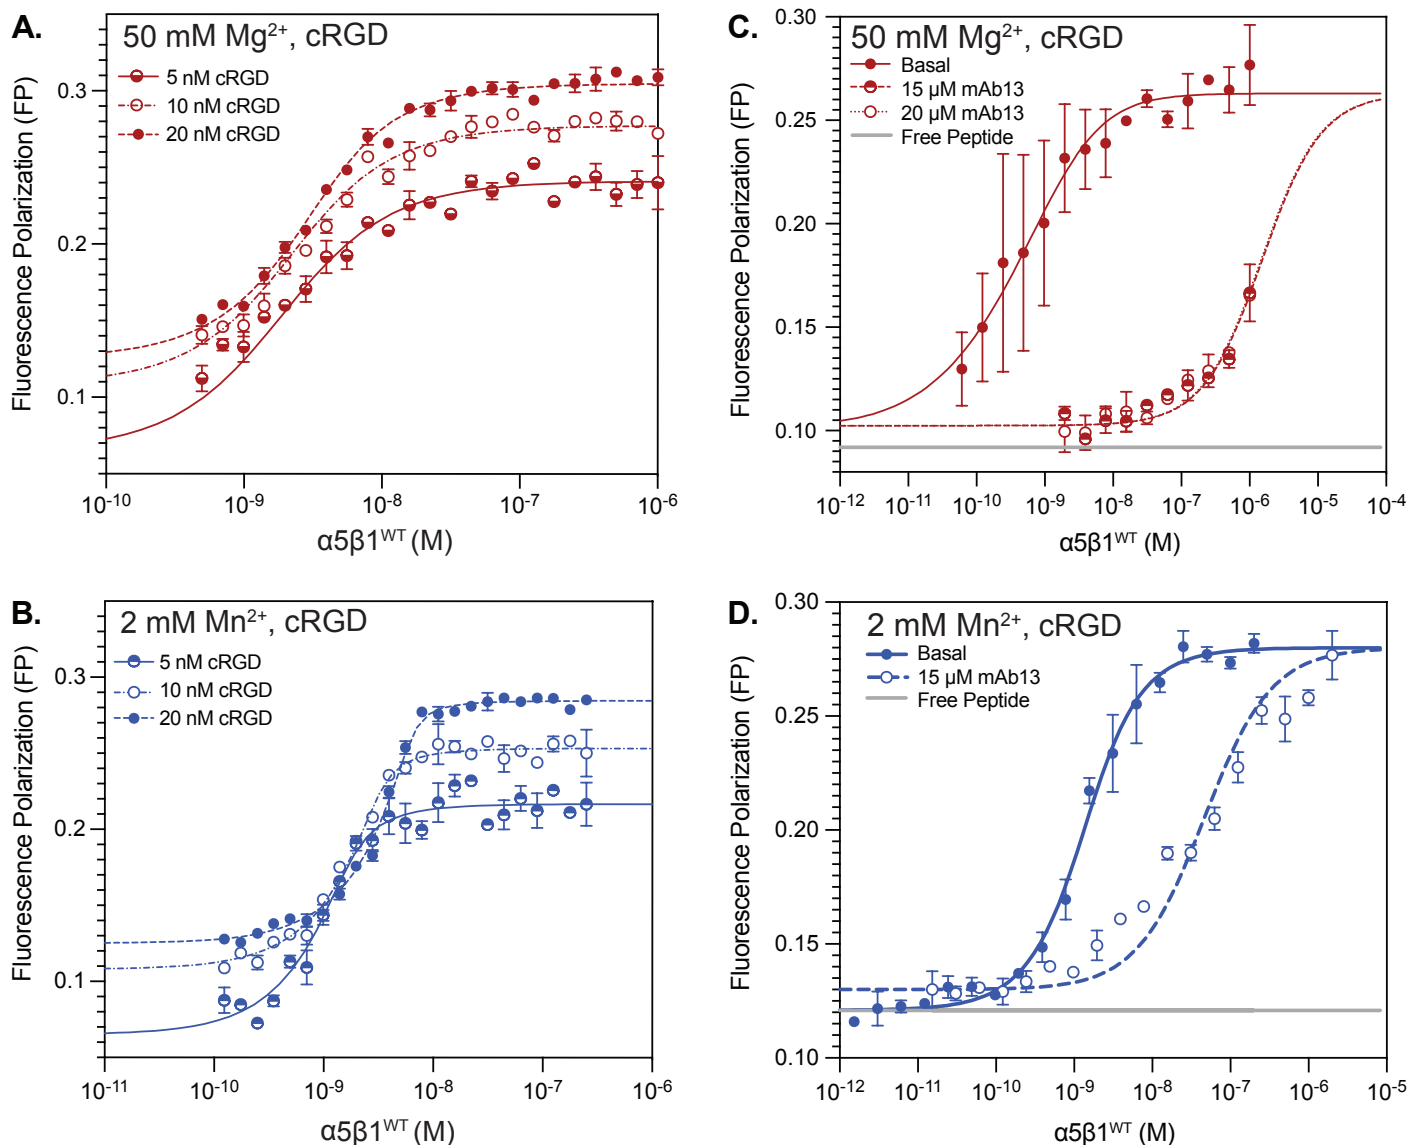 A.
50 mM Mg²⁺, cRGD
5 nM cRGD
10 nM cRGD
20 nM cRGD
Fluorescence Polarization (FP)
0.3
0.2
0.1
10⁻¹⁰
10⁻⁹
10⁻⁸
10⁻⁷
10⁻⁶
α5β1ᵂᵀ (M)
C.
50 mM Mg²⁺, cRGD
Basal
15 µM mAb13
20 µM mAb13
Free Peptide
Fluorescence Polarization (FP)
0.30
0.25
0.20
0.15
0.10
10⁻¹²
10⁻¹¹
10⁻¹⁰
10⁻⁹
10⁻⁸
10⁻⁷
10⁻⁶
10⁻⁵
10⁻⁴
α5β1ᵂᵀ (M)
B.
2 mM Mn²⁺, cRGD
5 nM cRGD
10 nM cRGD
20 nM cRGD
Fluorescence Polarization (FP)
0.3
0.2
0.1
10⁻¹¹
10⁻¹⁰
10⁻⁹
10⁻⁸
10⁻⁷
10⁻⁶
α5β1ᵂᵀ (M)
D.
2 mM Mn²⁺, cRGD
Basal
15 µM mAb13
Free Peptide
Fluorescence Polarization (FP)
0.30
0.25
0.20
0.15
0.10
10⁻¹²
10⁻¹¹
10⁻¹⁰
10⁻⁹
10⁻⁸
10⁻⁷
10⁻⁶
10⁻⁵
α5β1ᵂᵀ (M)